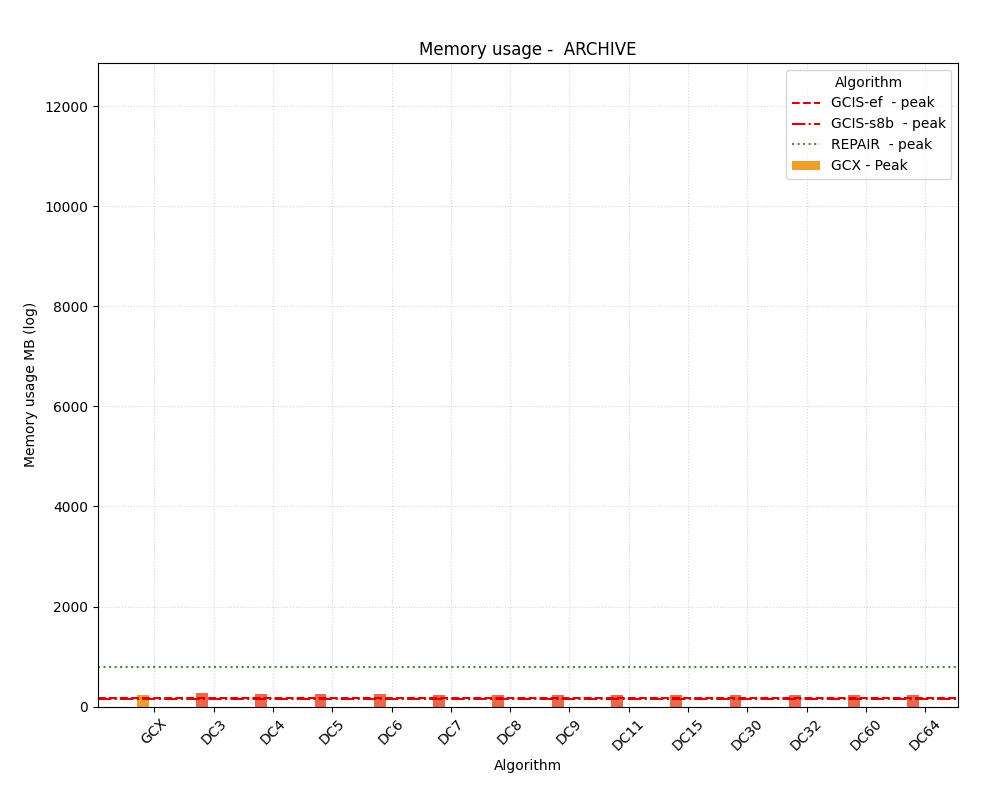 Memory usage -  ARCHIVE
Algorithm
GCIS-ef  - peak
GCIS-s8b  - peak
REPAIR  - peak
GCX - Peak
Memory usage MB (log)
12000
10000
8000
6000
4000
2000
0
GCX
DC3
DC4
DC5
DC6
DC7
DC8
DC9
DC11
DC15
DC30
DC32
DC60
DC64
Algorithm